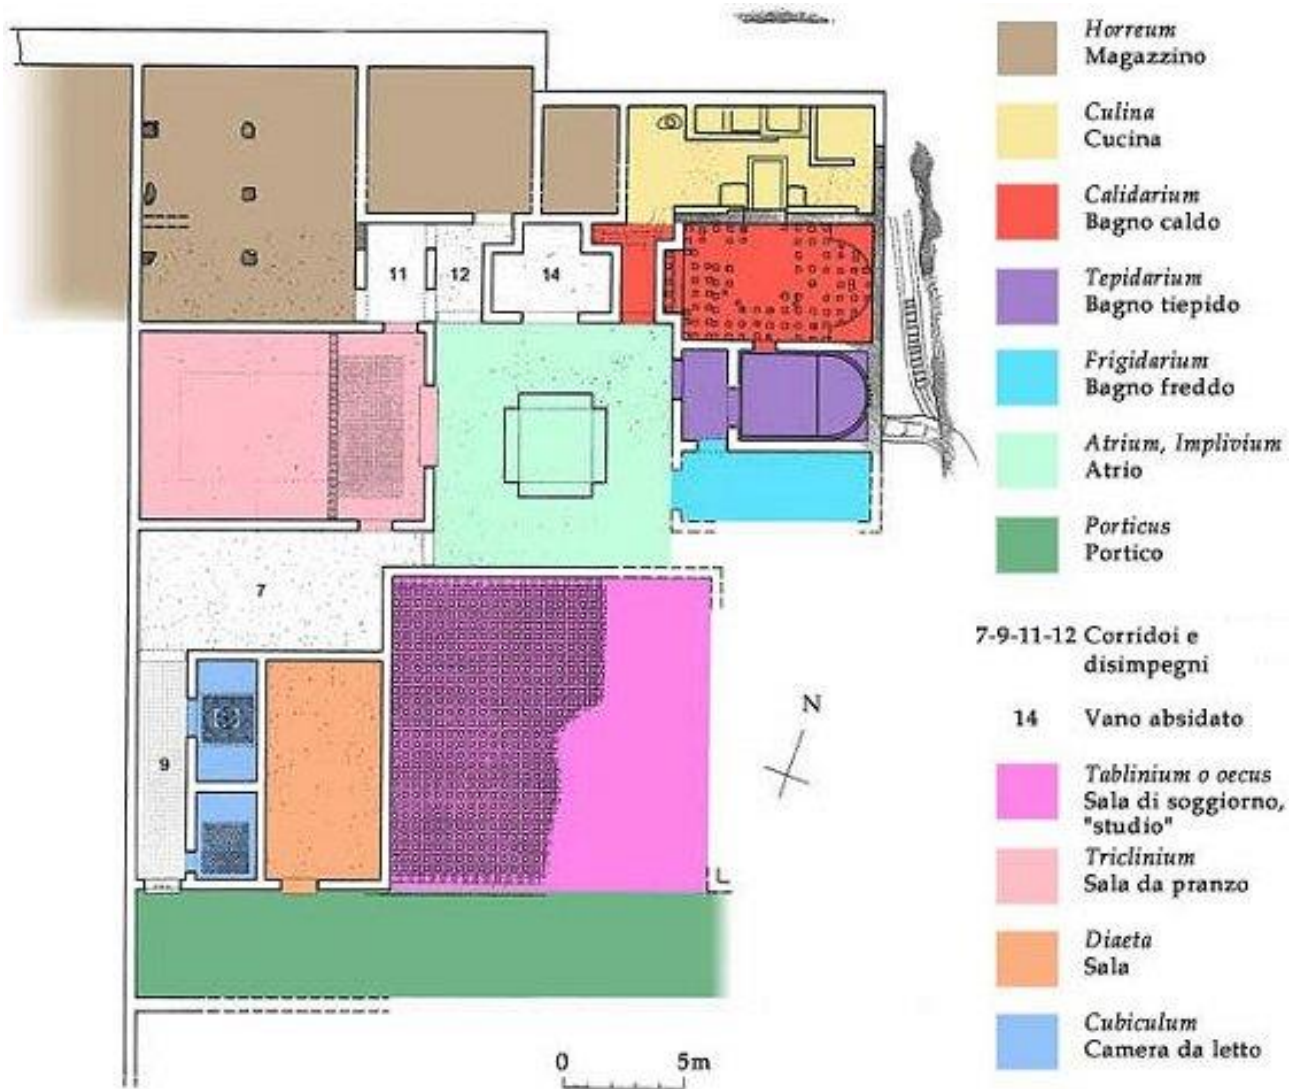 Horreum
Magazzino
Culina
Cucina
Calidarium
Bagno caldo
Tepidarium
Bagno tiepido
Frigidarium
Bagno freddo
Atrium, Implivium
Atrio
Porticus
Portico
7-9-11-12 Corridoi e
disimpegni
14 Vano absidato
Tablinium o oecus
Sala di soggiorno,
"studio"
Triclinium
Sala da pranzo
Diaeta
Sala
Cubiculum
Camera da letto
11
12
14
7
9
N
0 5m